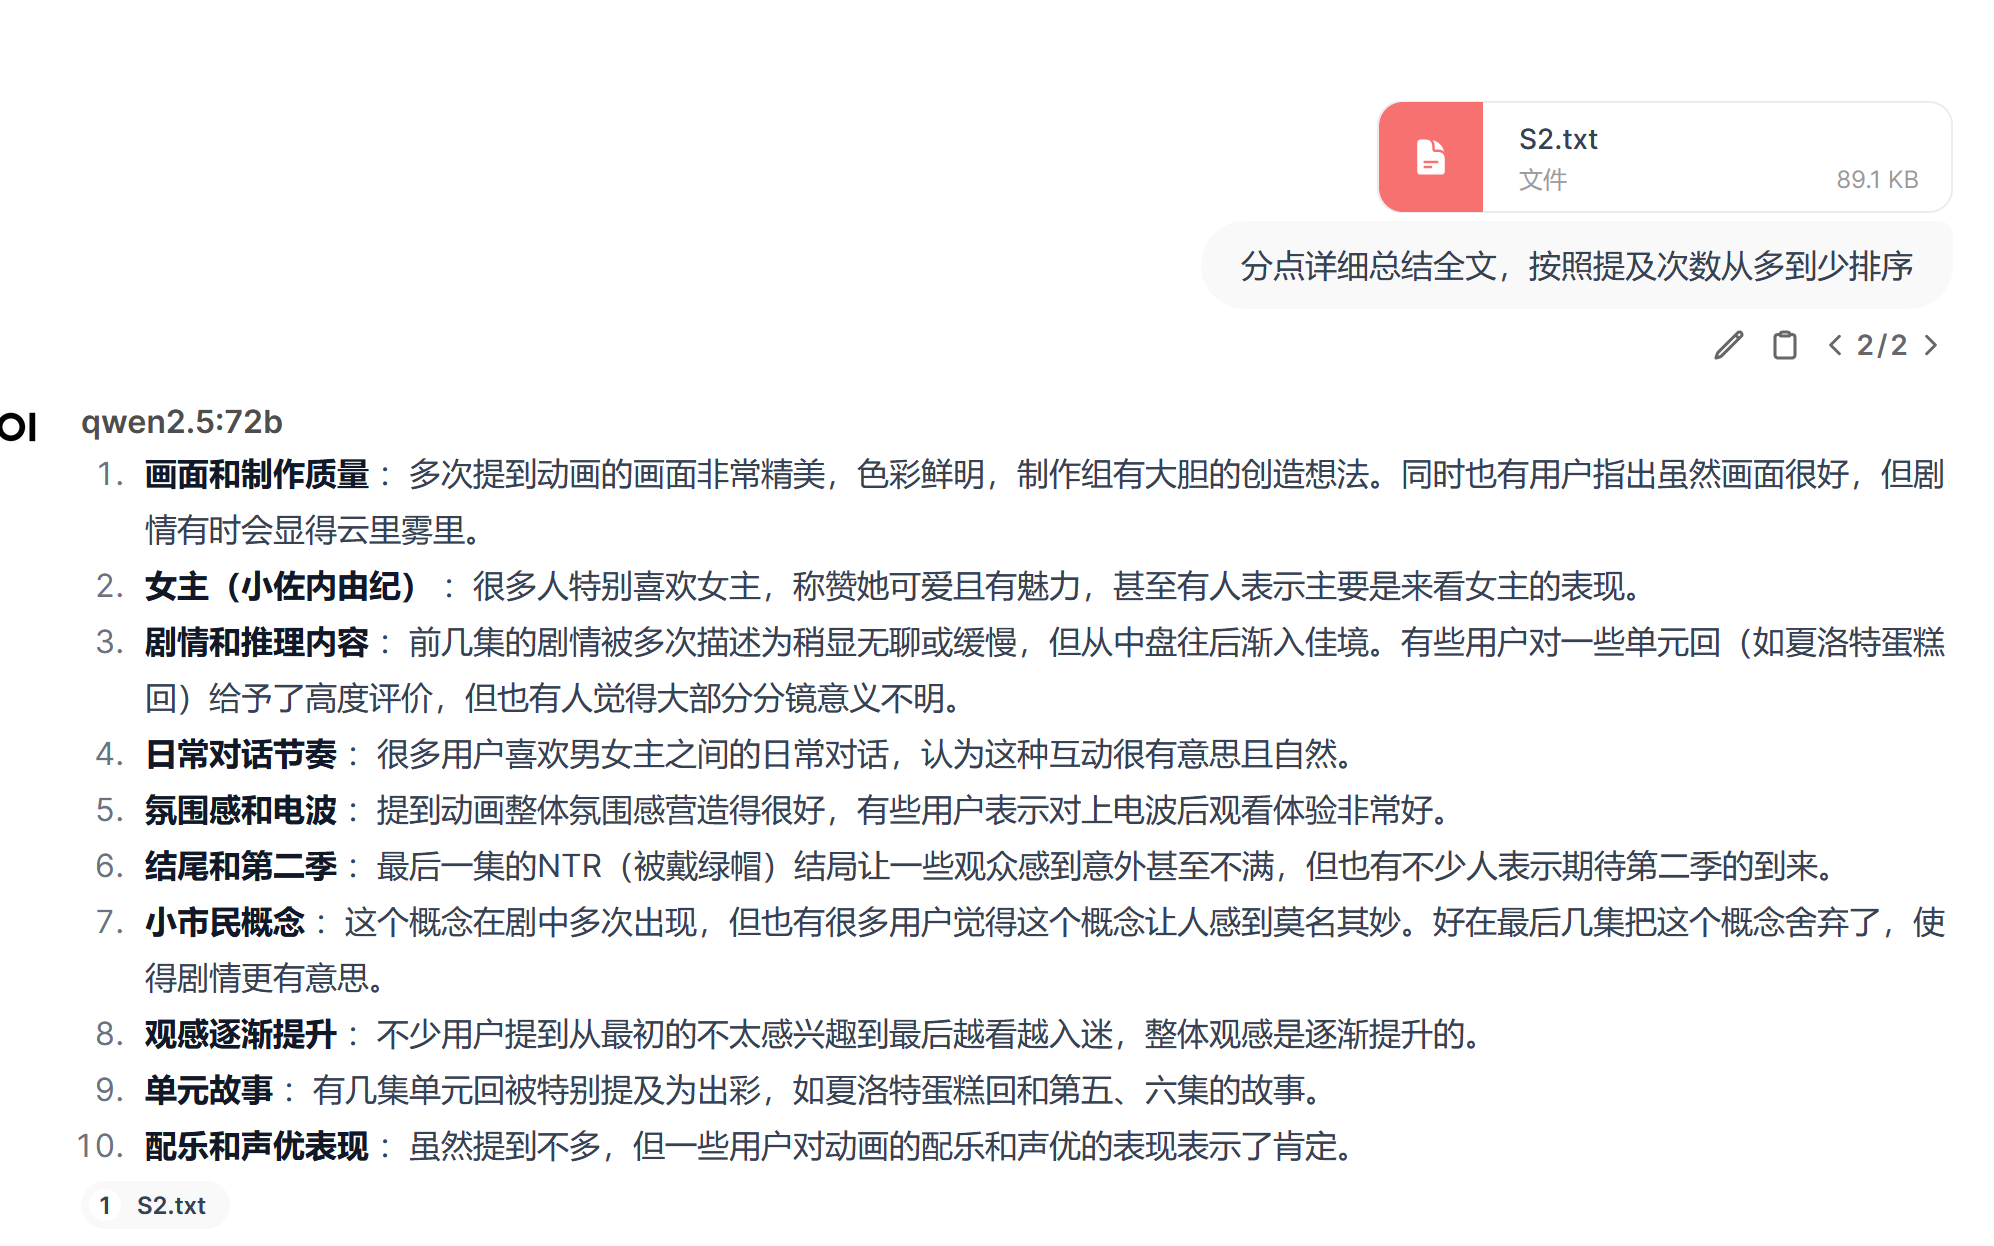 S2.txt
文件 89.1 KB
分点详细总结全文，按照提及次数从多到少排序
2/2
OI qwen2.5:72b
1. 画面和制作质量 ：多次提到动画的画面非常精美，色彩鲜明，制作组有大胆的创造想法。同时也有用户指出虽然画面很好，但剧
情有时会显得云里雾里。
2. 女主（小佐内由纪） ：很多人特别喜欢女主，称赞她可爱且有魅力，甚至有人表示主要是来看女主的表现。
3. 剧情和推理内容 ：前几集的剧情被多次描述为稍显无聊或缓慢，但从中盘往后渐入佳境。有些用户对一些单元回（如夏洛特蛋糕
回）给予了高度评价，但也有人觉得大部分分镜意义不明。
4. 日常对话节奏 ：很多用户喜欢男女主之间的日常对话，认为这种互动很有意思且自然。
5. 氛围感和电波 ：提到动画整体氛围感营造得很好，有些用户表示对上电波后观看体验非常好。
6. 结尾和第二季 ：最后一集的NTR（被戴绿帽）结局让一些观众感到意外甚至不满，但也有不少人表示期待第二季的到来。
7. 小市民概念 ：这个概念在剧中多次出现，但也有很多用户觉得这个概念让人感到莫名其妙。好在最后几集把这个概念舍弃了，使
得剧情更有意思。
8. 观感逐渐提升 ：不少用户提到从最初的不太感兴趣到最后越看越入迷，整体观感是逐渐提升的。
9. 单元故事 ：有几集单元回被特别提及为出彩，如夏洛特蛋糕回和第五、六集的故事。
10. 配乐和声优表现 ：虽然提到不多，但一些用户对动画的配乐和声优的表现表示了肯定。
1 S2.txt